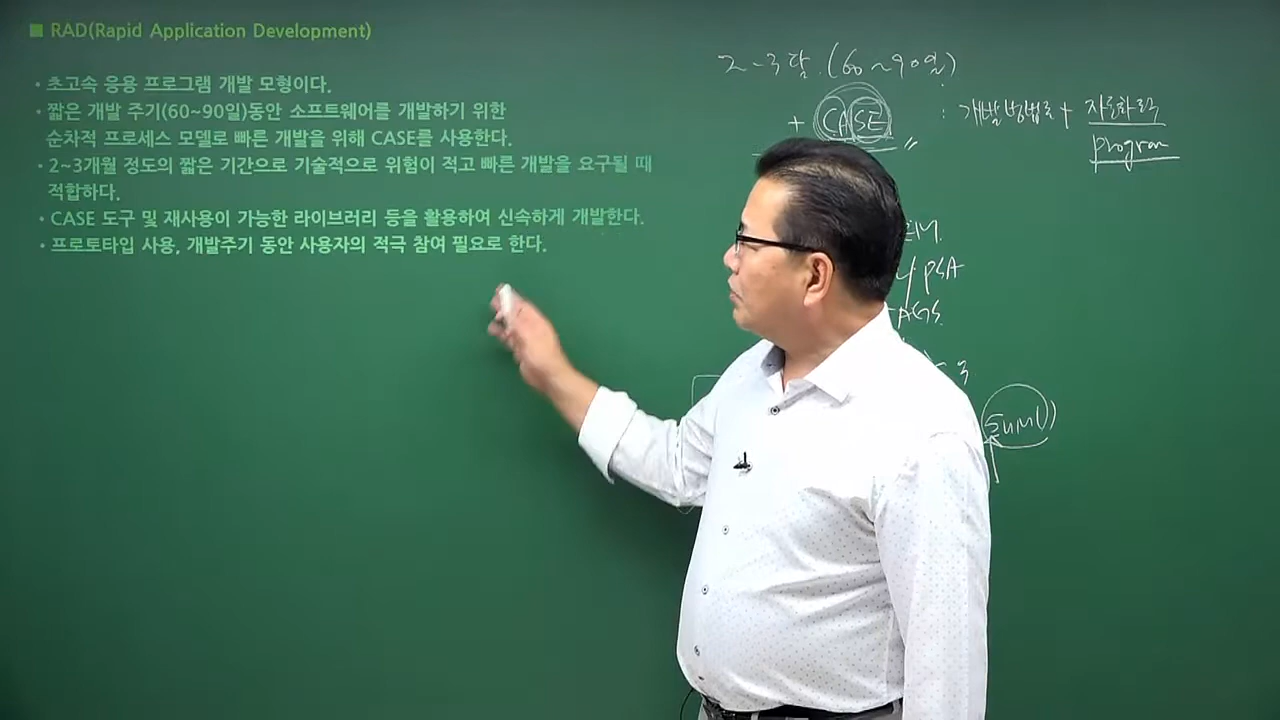 ■ RAD(Rapid Application Development)
• 초고속 응용 프로그램 개발 모형이다.
• 짧은 개발 주기(60~90일)동안 소프트웨어를 개발하기 위한
순차적 프로세스 모델로 빠른 개발을 위해 CASE를 사용한다.
• 2~3개월 정도의 짧은 기간으로 기술적으로 위험이 적고 빠른 개발을 요구될 때
적합하다.
• CASE 도구 및 재사용이 가능한 라이브러리 등을 활용하여 신속하게 개발한다.
• 프로토타입 사용, 개발주기 동안 사용자의 적극 참여 필요로 한다.
2~3달 (60~90일)
+ CASE : 개발방법론 + 자동화도구
program
PSA
AGS
SUM()